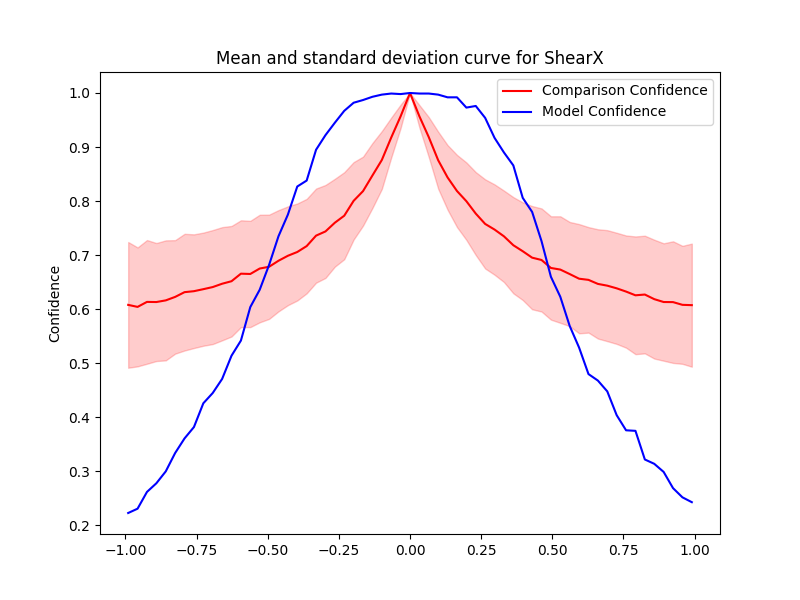 Mean and standard deviation curve for ShearX
Comparison Confidence
Model Confidence
Confidence
1.0
0.9
0.8
0.7
0.6
0.5
0.4
0.3
0.2
−1.00 −0.75 −0.50 −0.25 0.00 0.25 0.50 0.75 1.00